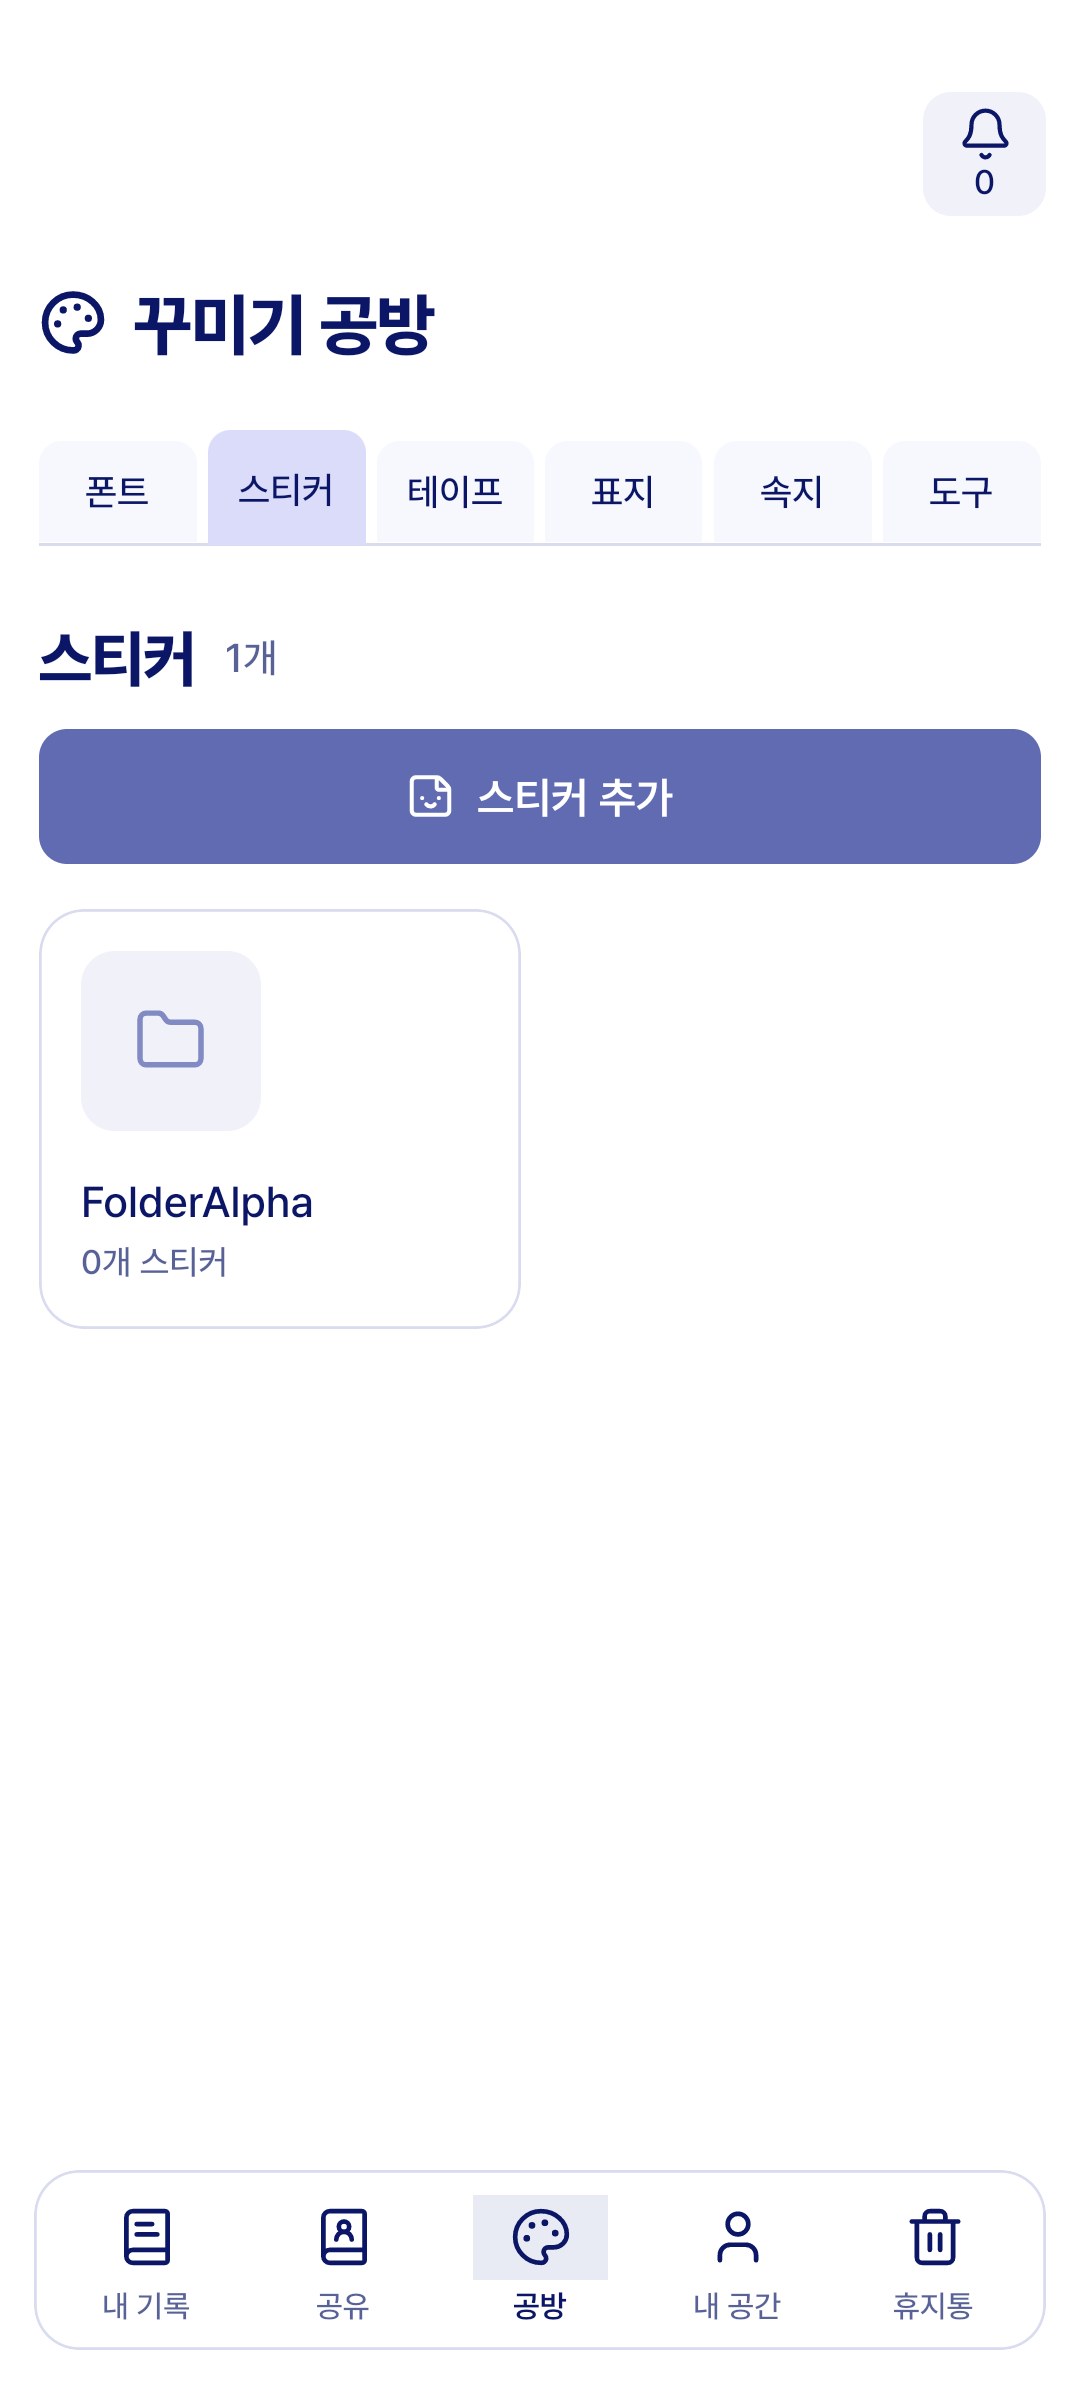 0
꾸미기 공방
폰트 스티커 테이프 표지 속지 도구
스티커 1개
스티커 추가
FolderAlpha
0개 스티커
내 기록 공유 공방 내 공간 휴지통